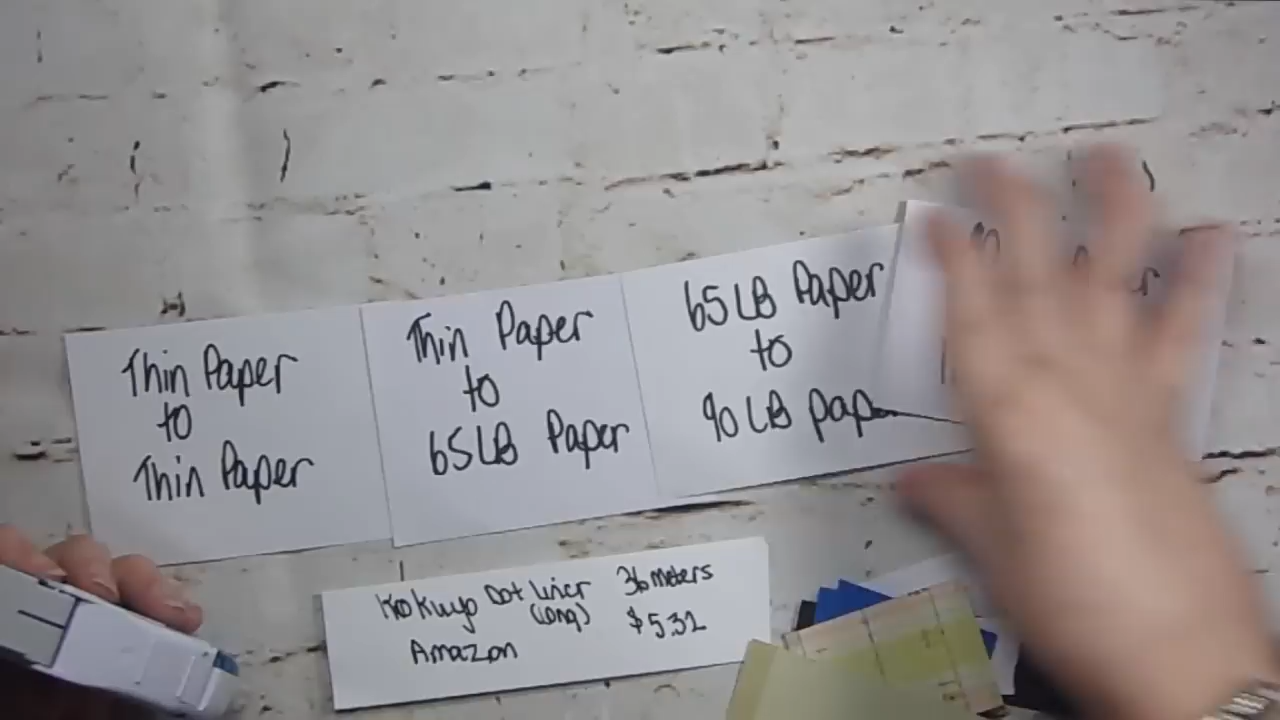 Thin Paper
to
Thin Paper
Thin Paper
to
65LB Paper
65LB Paper
to
90LB pap
Kokuyo Dot Liner 36 meters
(long) $5.32
Amazon